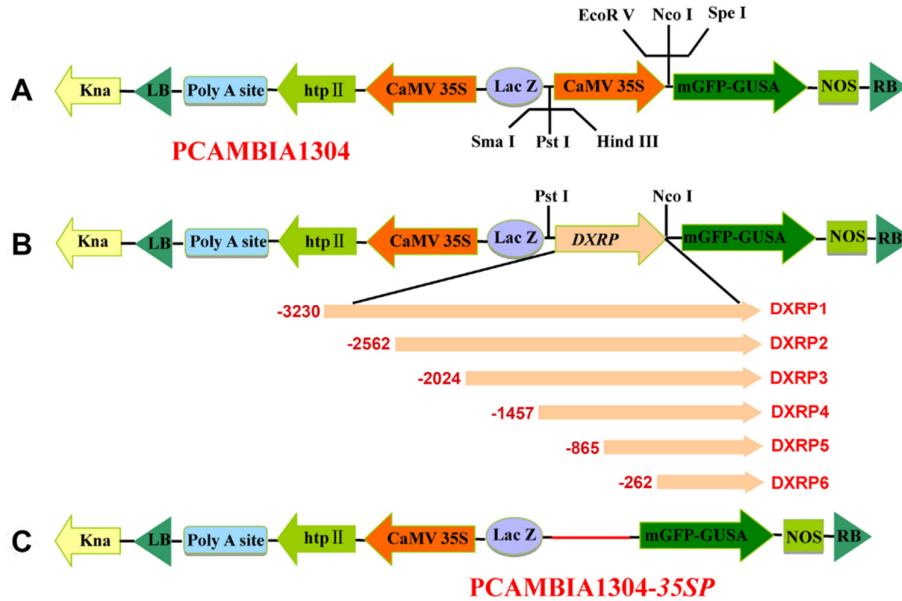 EcoR V Nco I Spe I
A Kna LB Poly A site htp II CaMV 35S Lac Z CaMV 35S mGFP-GUSA NOS RB
Sma I Pst I Hind III
PCAMBIA1304
Pst I Nco I
B Kna LB Poly A site htp II CaMV 35S Lac Z DXRP mGFP-GUSA NOS RB
-3230 DXRP1
-2562 DXRP2
-2024 DXRP3
-1457 DXRP4
-865 DXRP5
-262 DXRP6
C Kna LB Poly A site htp II CaMV 35S Lac Z mGFP-GUSA NOS RB
PCAMBIA1304-35SP